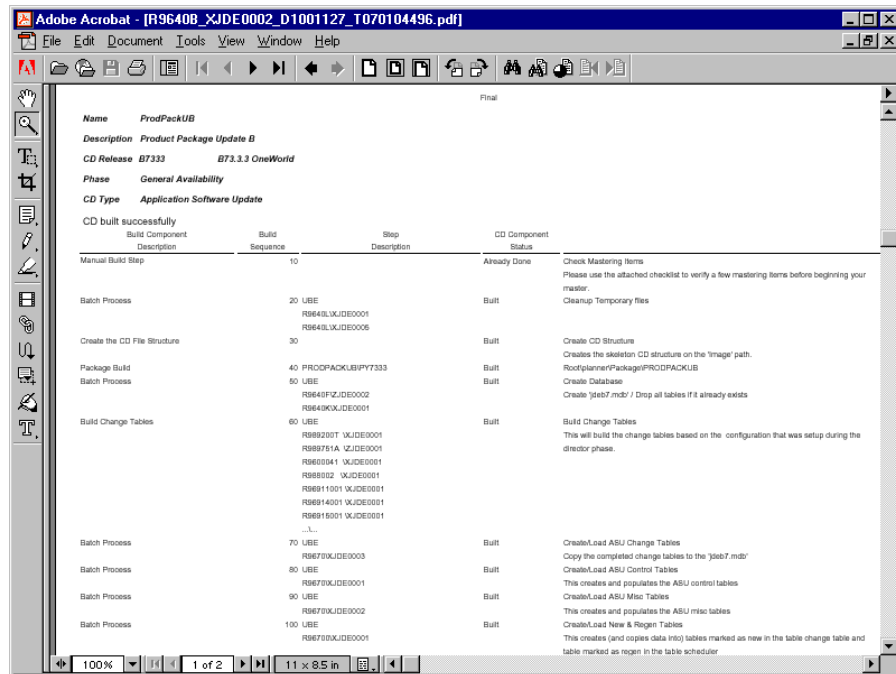 Adobe Acrobat - [R9640B_XJDE0002_D1001127_T070104496.pdf]
File Edit Document Tools View Window Help
Final
Name ProdPackUB
Description Product Package Update B
CD Release B7333 B73.3.3 OneWorld
Phase General Availability
CD Type Application Software Update
CD built successfully
Build Component Build Step CD Component
Description Sequence Description Status
Manual Build Step 10 Already Done Check Mastering Items
Please use the attached checklist to verify a few mastering items before beginning your
master.
Batch Process 20 UBE Built Cleanup Temporary files
R9640L\XJDE0001
R9640L\XJDE0005
Create the CD File Structure 30 Built Create CD Structure
Creates the skeleton CD structure on the 'Image' path.
Package Build 40 PRODPACKUB\PY7333 Built Root\planner\Package\PRODPACKUB
Batch Process 50 UBE Built Create Database
R9640F\ZJDE0002 Create 'jdeb7.mdb' / Drop all tables if it already exists
R9640K\XJDE0001
Build Change Tables 60 UBE Built Build Change Tables
R989200T \XJDE0001 This will build the change tables based on the configuration that was setup during the
R989751A \ZJDE0001 director phase.
R9600041 \XJDE0001
R988002 \XJDE0001
R96911001 \XJDE0001
R96914001 \XJDE0001
R96915001 \XJDE0001
...\...
Batch Process 70 UBE Built Create/Load ASU Change Tables
R9670\XJDE0003 Copy the completed change tables to the 'jdeb7.mdb'
Batch Process 80 UBE Built Create/Load ASU Control Tables
R9670\XJDE0001 This creates and populates the ASU control tables
Batch Process 90 UBE Built Create/Load ASU Misc Tables
R9670\XJDE0002 This creates and populates the ASU misc tables
Batch Process 100 UBE Built Create/Load New & Regen Tables
R96700\XJDE0001 This creates (and copies data into) tables marked as new in the table change table and
table marked as regen in the table scheduler
100% 1 of 2 11 x 8.5 in